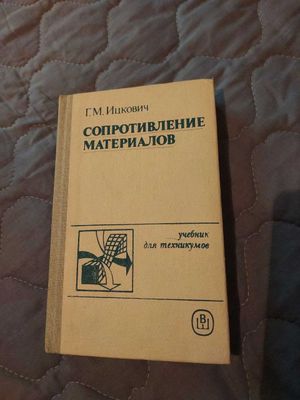 Г.М. Ицкович
СОПРОТИВЛЕНИЕ
МАТЕРИАЛОВ
учебник
для техникумов